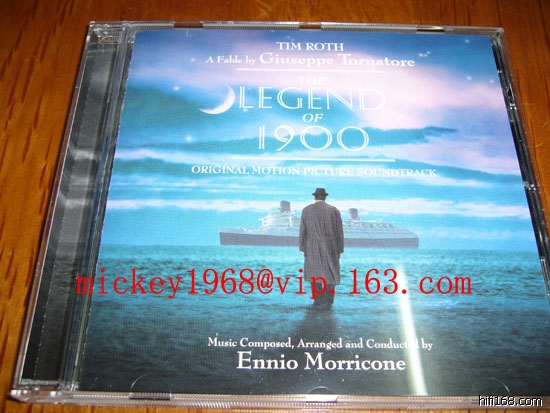 TIM ROTH
A Fable by Giuseppe Tornatore
THE
LEGEND
OF
1900
ORIGINAL MOTION PICTURE SOUNDTRACK
mickey1968@vip.163.com
Music Composed, Arranged and Conducted by
Ennio Morricone
hifi168.com